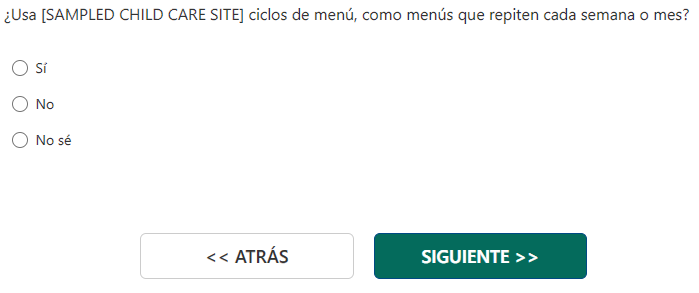 ¿Usa [SAMPLED CHILD CARE SITE] ciclos de menú, como menús que repiten cada semana o mes?
Sí
No
No sé
<< ATRÁS
SIGUIENTE >>